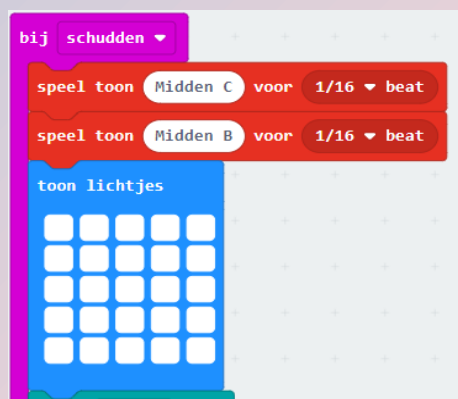 bij schudden
speel toon Midden C voor 1/16 beat
speel toon Midden B voor 1/16 beat
toon lichtjes